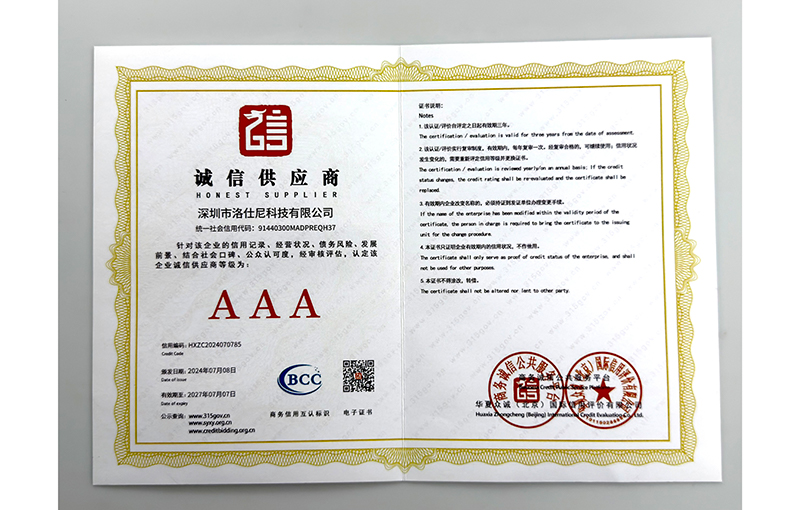 诚信供应商
HONEST SUPPLIER
深圳市洛仕尼科技有限公司
统一社会信用代码：91440300MADPREQH37
针对该企业的信用记录、经营状况、债务风险、发展
前景、结合社会口碑、公众认可度，经审核评估，认定该
企业诚信供应商等级为：
AAA
信用编码：HXZC2024070785
Credit Code
颁发日期：2024年07月08日
Date of issue
有效期至：2027年07月07日
Date of expiry
公示查询：www.315gov.cn
www.syxy.org.cn
www.creditbidding.org.cn
BCC
商务信用互认标识
电子证书
证书说明：
Notes
1. 该认证/评价自评定之日起有效期三年。
The certification / evaluation is valid for three years from the date of assessment.
2. 该认证/评价实行复审制度，有效期内，每年复审一次，经复审合格的，可继续使用；信用状况
发生变化的，需要重新评定信用等级并更换证书。
The certification / evaluation is reviewed yearly/on an annual basis; If the credit
status changes, the credit rating shall be re-evaluated and the certificate shall be
replaced.
3. 有效期内企业改变名称的，必须持证到发证单位办理变更手续。
If the name of the enterprise has been modified within the validity period of the
certificate, the person in charge is required to bring the certificate to the issuing
unit for the change procedure.
4. 本证书只证明企业有效期内的信用状况，不作他用。
The certificate shall only serve as proof of credit status of the enterprise, and shall
not be used for other purposes.
5. 本证书不得涂改、转借。
The certificate shall not be altered nor lent to other party.
商务诚信公共服务平台
华夏众诚（北京）国际信用评价有限公司
Huaxia Zhongcheng (Beijing) International Credit Evaluation Co., Ltd.